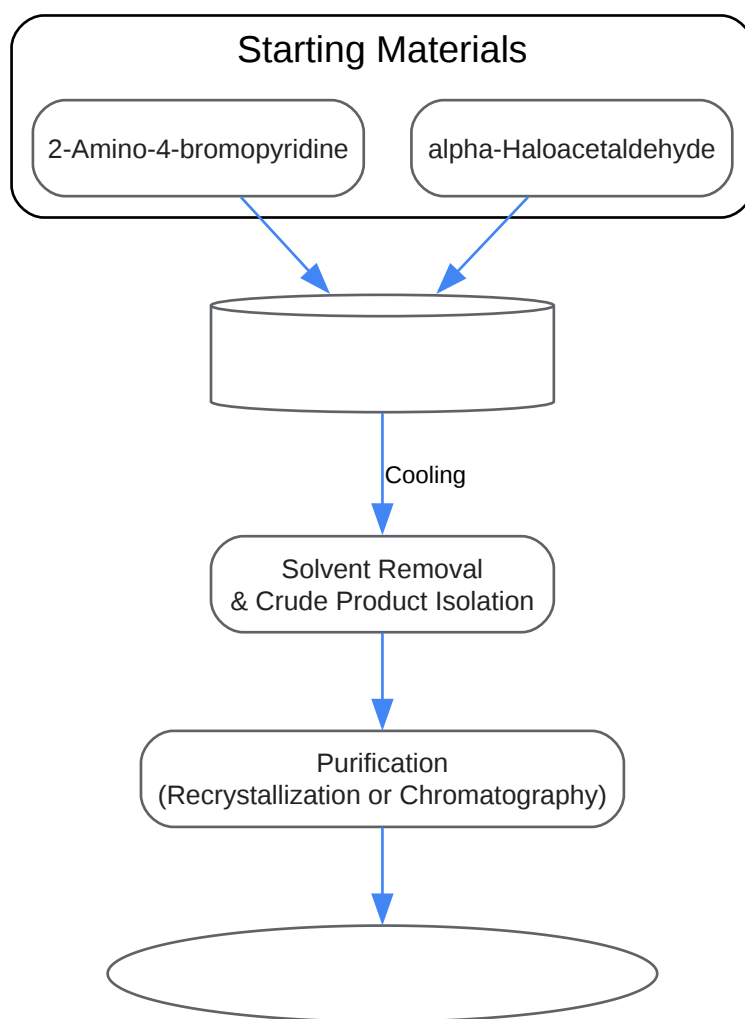 Starting Materials
2-Amino-4-bromopyridine
alpha-Haloacetaldehyde
Cooling
Solvent Removal
& Crude Product Isolation
Purification
(Recrystallization or Chromatography)